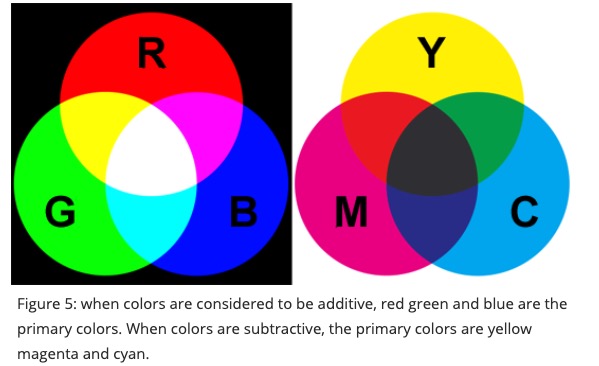 R
G
B
Y
M
C
Figure 5: when colors are considered to be additive, red green and blue are the
primary colors. When colors are subtractive, the primary colors are yellow
magenta and cyan.